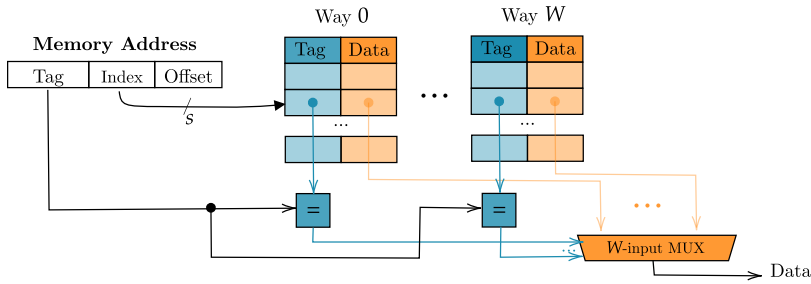 Way 0
Way W
Memory Address
Tag
Data
Tag
Data
Tag
Index
Offset
...
s
...
...
=
=
...
...
W-input MUX
Data